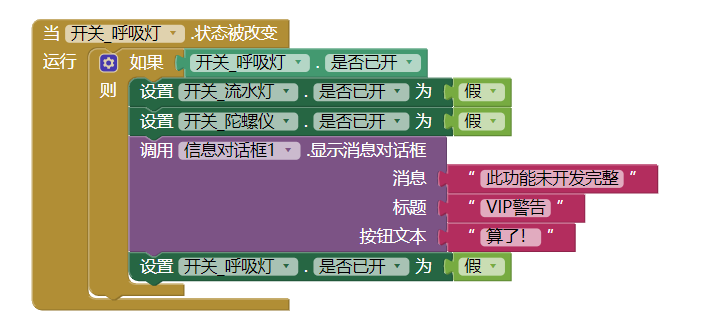 当 开关_呼吸灯 .状态被改变
运行 如果 开关_呼吸灯 . 是否已开
则 设置 开关_流水灯 . 是否已开 为 假
设置 开关_陀螺仪 . 是否已开 为 假
调用 信息对话框1 .显示消息对话框
消息 “ 此功能未开发完整 ”
标题 “ VIP警告 ”
按钮文本 “ 算了！ ”
设置 开关_呼吸灯 . 是否已开 为 假